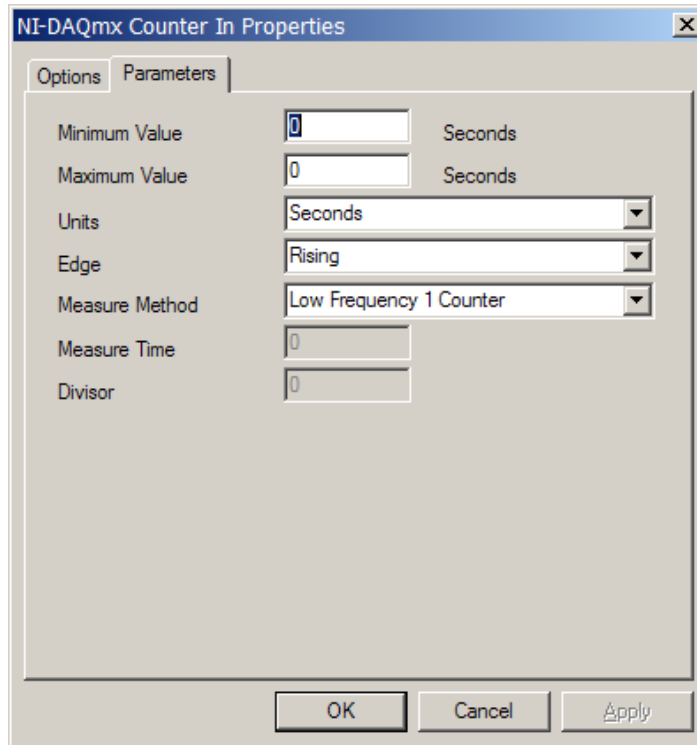 NI-DAQmx Counter In Properties
Options Parameters
Minimum Value 0 Seconds
Maximum Value 0 Seconds
Units Seconds
Edge Rising
Measure Method Low Frequency 1 Counter
Measure Time 0
Divisor 0
OK Cancel Apply